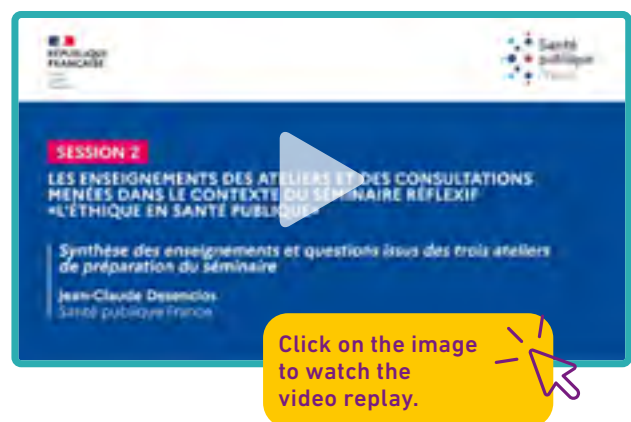 RÉPUBLIQUE
FRANÇAISE
Santé
publique
SESSION 2
LES ENSEIGNEMENTS DES ATELIERS ET DES CONSULTATIONS
MENÉES DANS LE CONTEXTE DU SÉMINAIRE RÉFLEXIF
«L'ÉTHIQUE EN SANTÉ PUBLIQUE»
Synthèse des enseignements et questions issus des trois ateliers
de préparation du séminaire
Jean-Claude Desenclos
Santé publique France
Click on the image
to watch the
video replay.